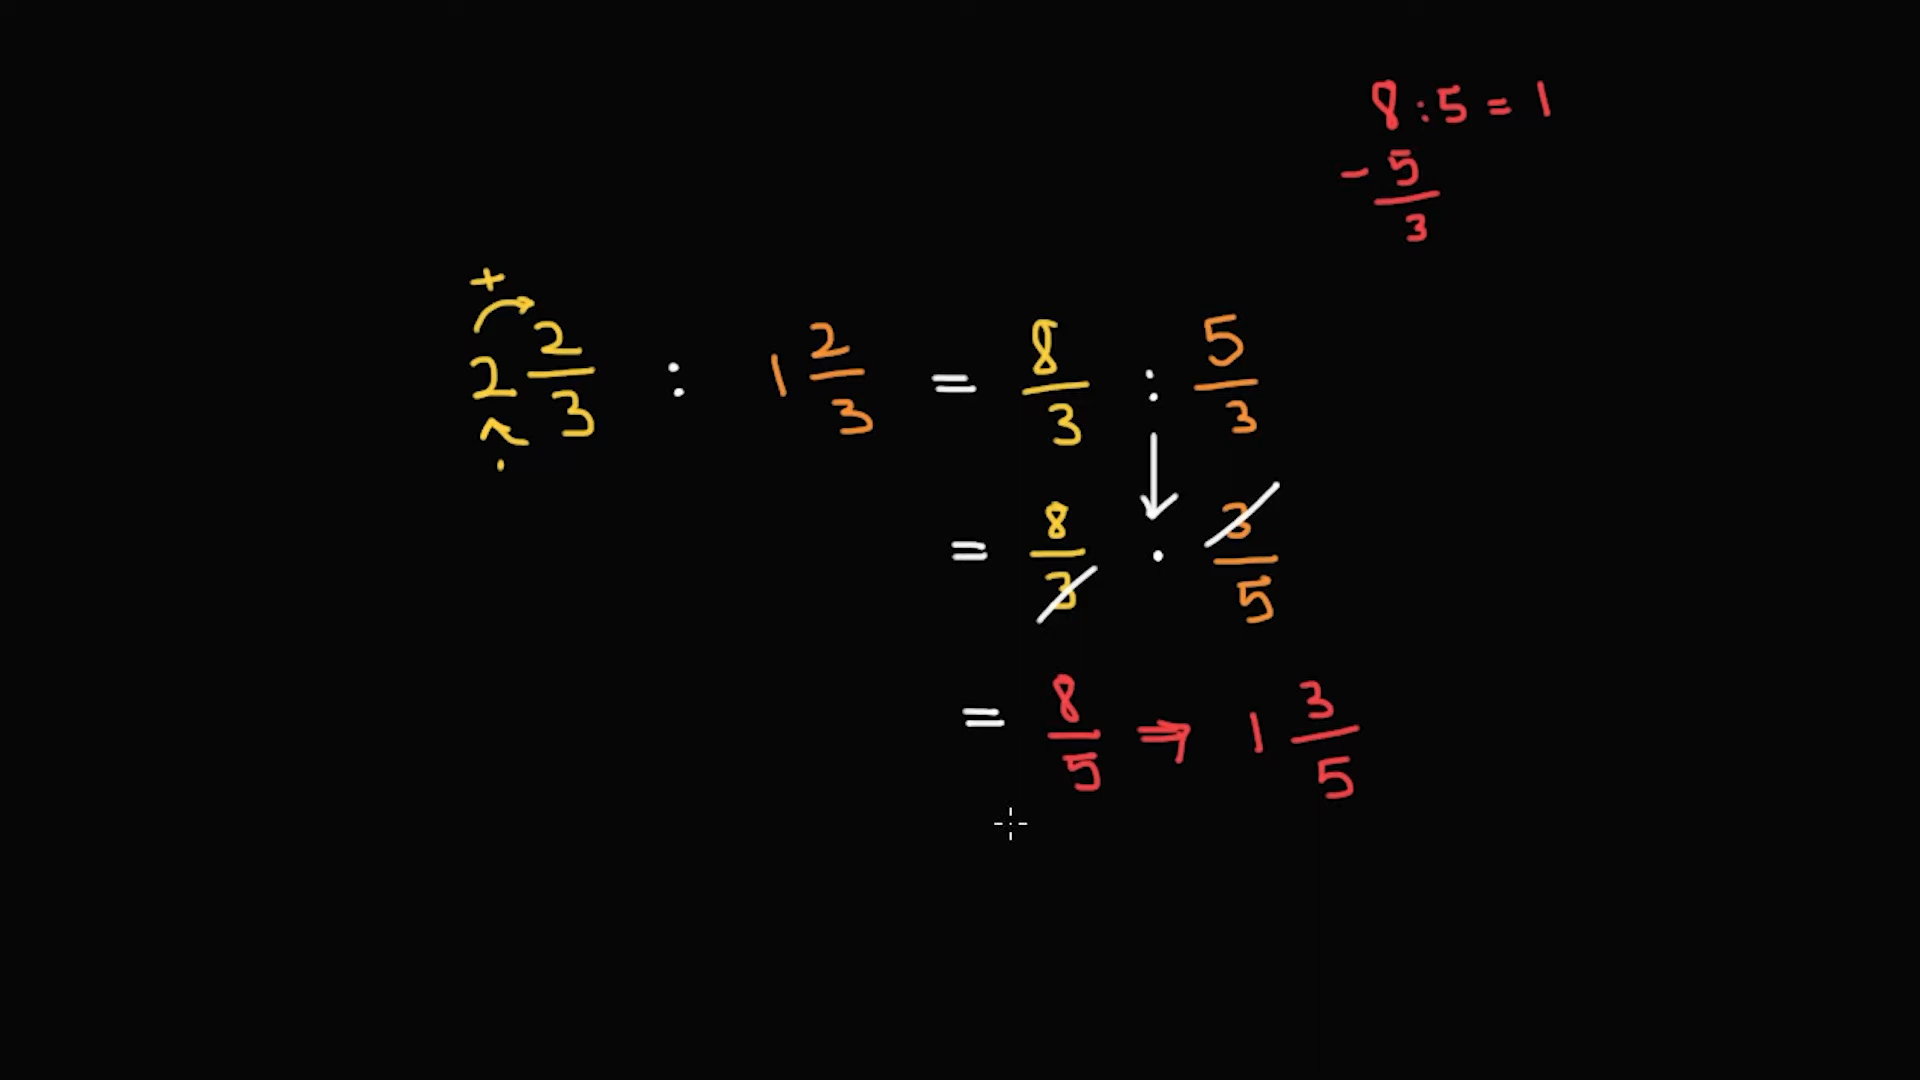 8 : 5 = 1
- 5
3
+
2 2/3 : 1 2/3 = 8/3 : 5/3
·
= 8/3 · 3/5
= 8/5 ⇒ 1 3/5